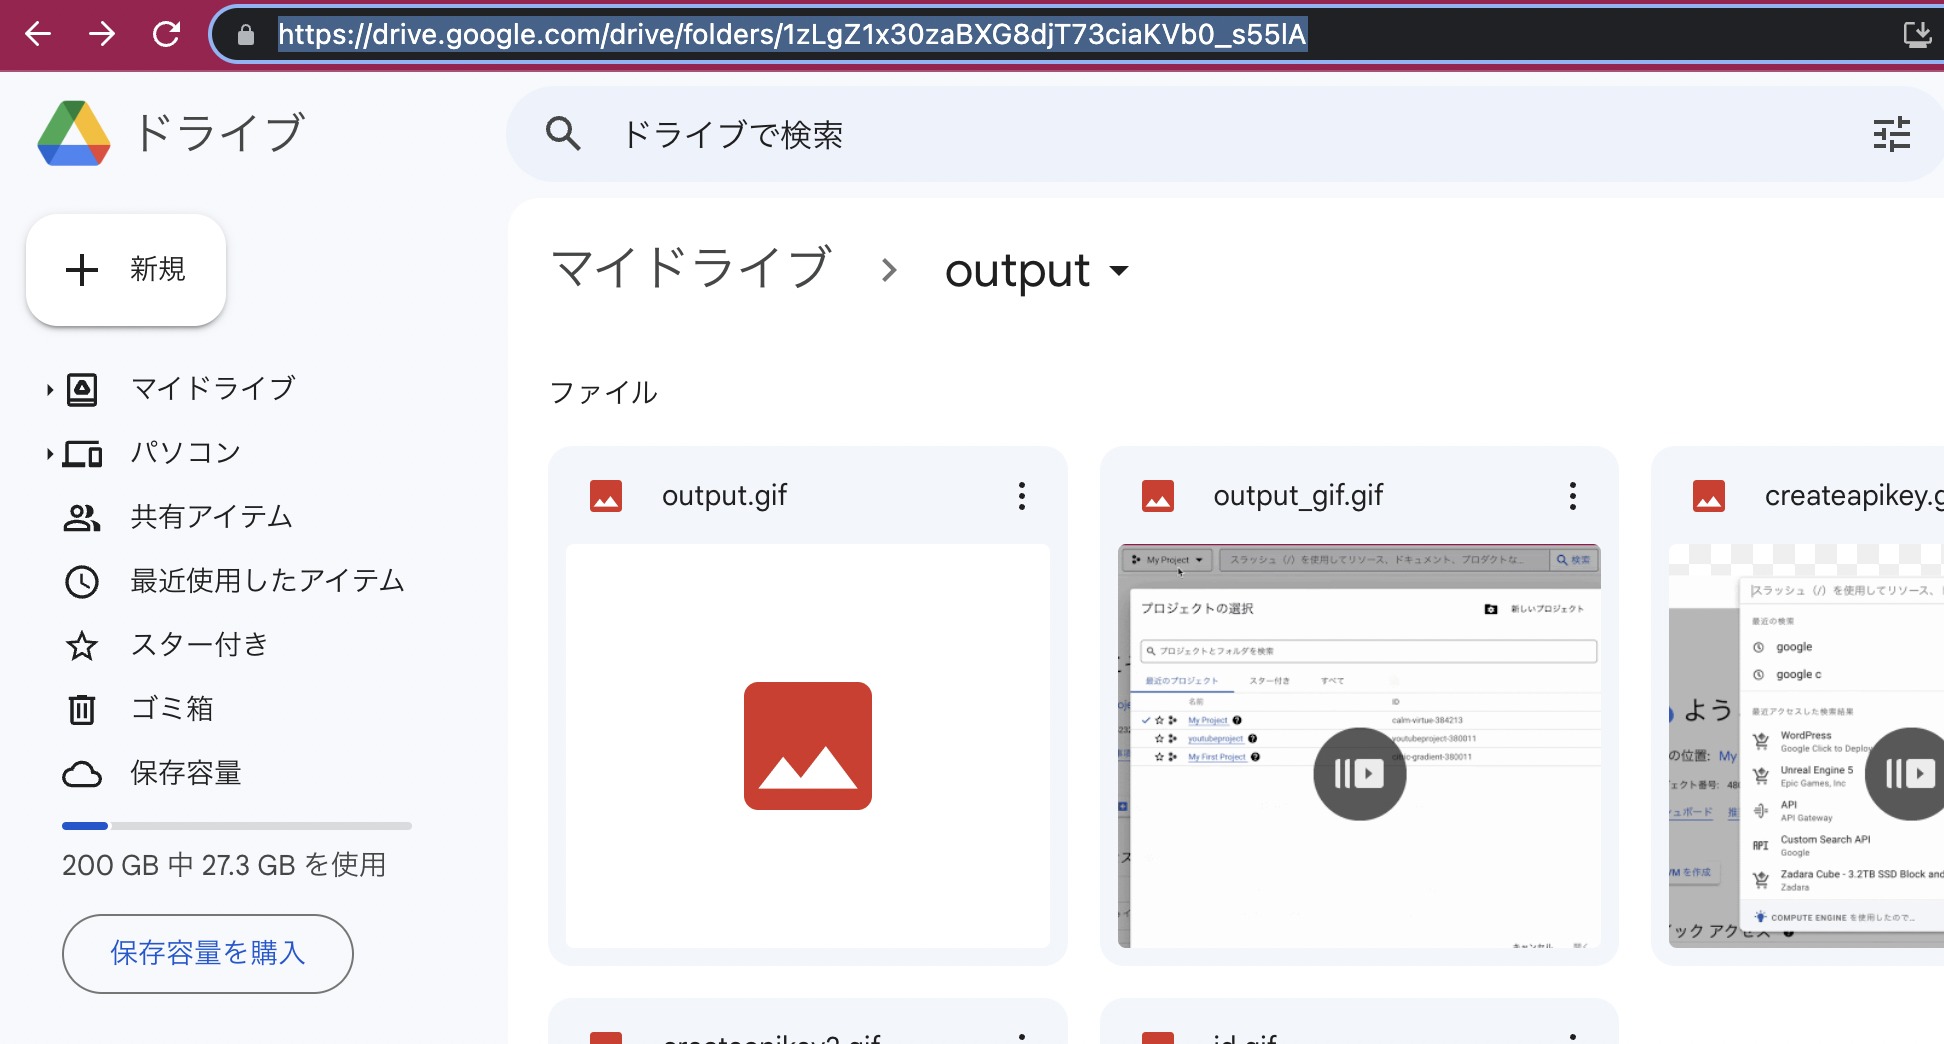 https://drive.google.com/drive/folders/1zLgZ1x30zaBXG8djT73ciaKVb0_s55lA
ドライブ
ドライブで検索
新規
マイドライブ
output
マイドライブ
パソコン
共有アイテム
最近使用したアイテム
スター付き
ゴミ箱
保存容量
200 GB 中 27.3 GB を使用
保存容量を購入
ファイル
output.gif
output_gif.gif
My Project
スラッシュ（/）を使用してリソース、ドキュメント、プロダクトな...
検索
プロジェクトの選択
新しいプロジェクト
プロジェクトとフォルダを検索
最近のプロジェクト
スター付き
すべて
名前
ID
My Project
calm-virtue-384213
youtubeproject
youtubeproject-380011
My First Project
-gradient-380011
キャンセル
開く
createapikey.g
スラッシュ（/）を使用してリソース、
最近の検索
google
google c
最近アクセスした検索結果
WordPress
Google Click to Deploy
Unreal Engine 5
Epic Games, Inc
API
API Gateway
API
Custom Search API
Google
Zadara Cube - 3.2TB SSD Block and
Zadara
COMPUTE ENGINE を使用したので...
よう
の位置: My
ェクト番号: 48
VM を作成
ック アクセス
createapikey2.gif
id.gif